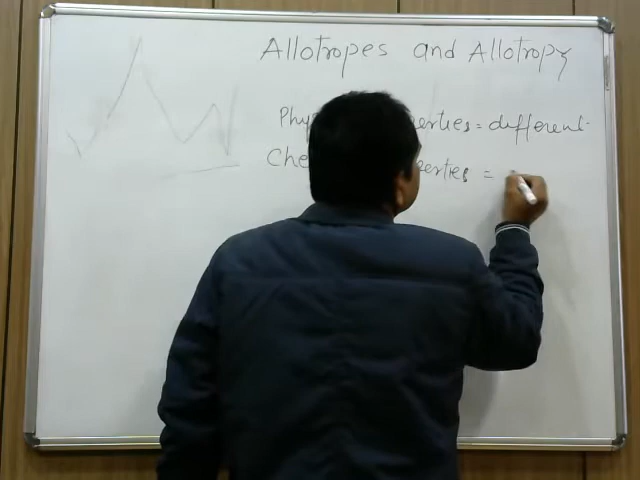 Allotropes and Allotropy
Phy erties = different
Che erties =